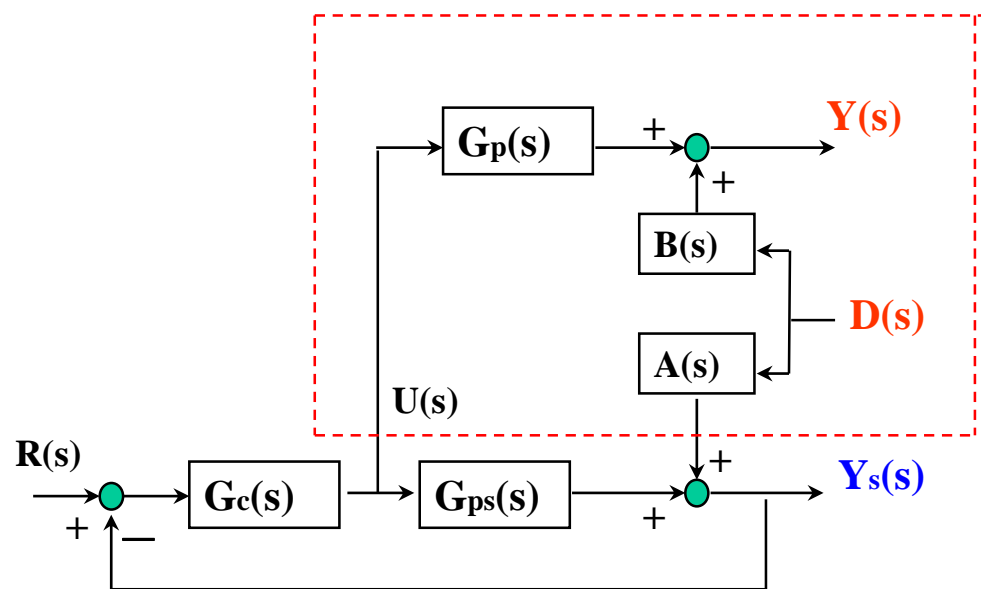 Y(s)
+
Gp(s)
+
B(s)
D(s)
A(s)
U(s)
R(s)
+
Ys(s)
Gc(s)
Gps(s)
+
+
—